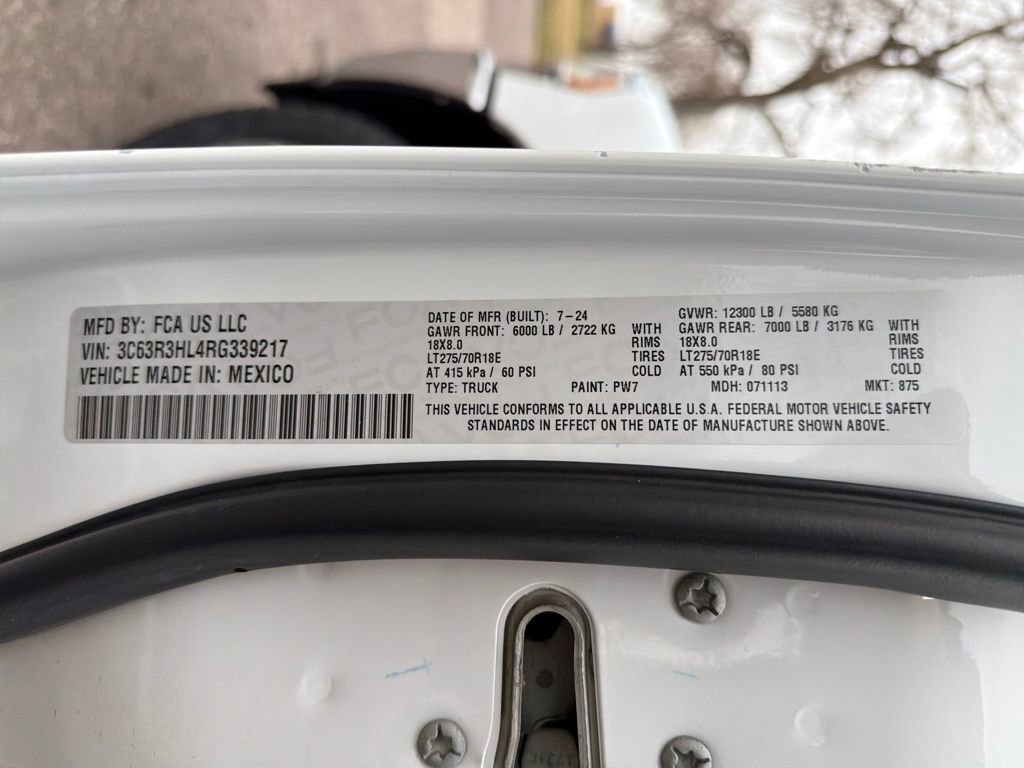 MFD BY: FCA US LLC
VIN: 3C63R3HL4RG339217
VEHICLE MADE IN: MEXICO
DATE OF MFR (BUILT): 7-24
GAWR FRONT: 6000 LB / 2722 KG WITH
18X8.0 RIMS
LT275/70R18E TIRES
AT 415 kPa / 60 PSI COLD
TYPE: TRUCK PAINT: PW7
GVWR: 12300 LB / 5580 KG
GAWR REAR: 7000 LB / 3176 KG WITH
18X8.0 RIMS
LT275/70R18E TIRES
AT 550 kPa / 80 PSI COLD
MDH: 071113 MKT: 875
THIS VEHICLE CONFORMS TO ALL APPLICABLE U.S.A. FEDERAL MOTOR VEHICLE SAFETY
STANDARDS IN EFFECT ON THE DATE OF MANUFACTURE SHOWN ABOVE.